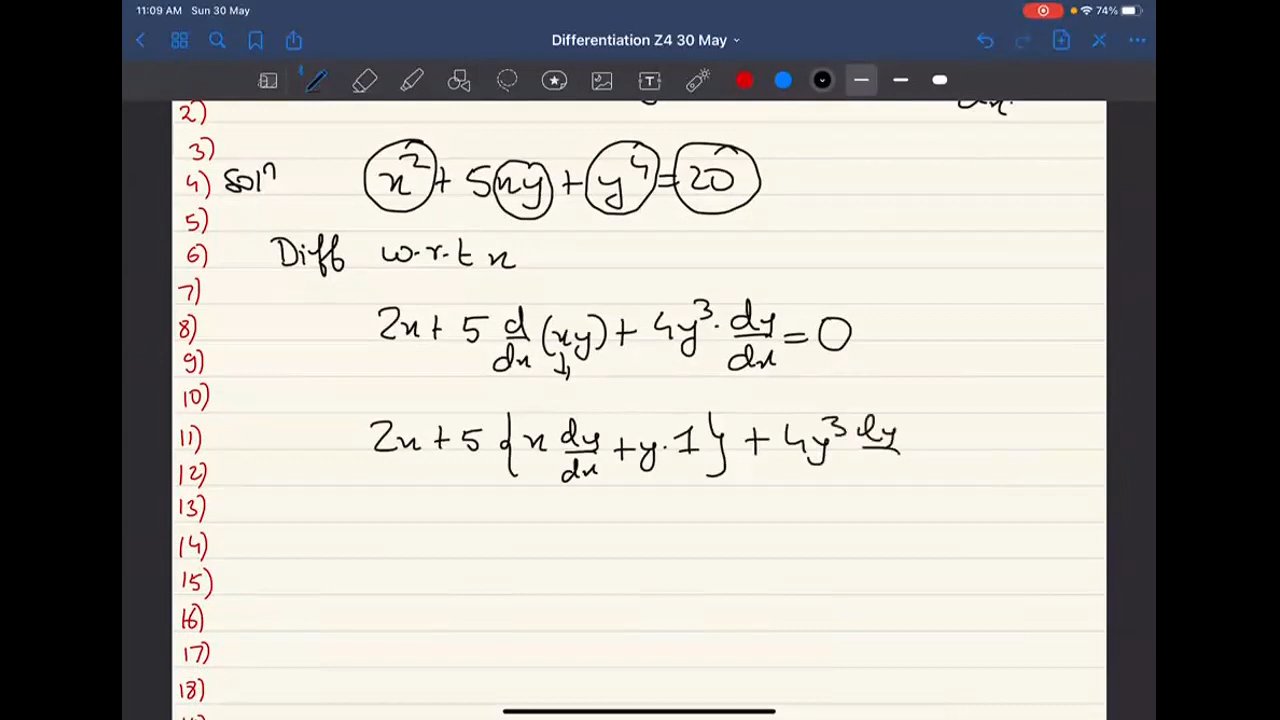 11:09 AM Sun 30 May
74%
Differentiation Z4 30 May
2)
3)
4) Solⁿ x² + 5xy + y⁴ = 20
5)
6) Diff w.r.t x
7)
8) 2x + 5 d/dx (xy) + 4y³ · dy/dx = 0
9)
10)
11) 2x + 5 {x dy/dx + y · 1} + 4y³ dy
12)
13)
14)
15)
16)
17)
18)